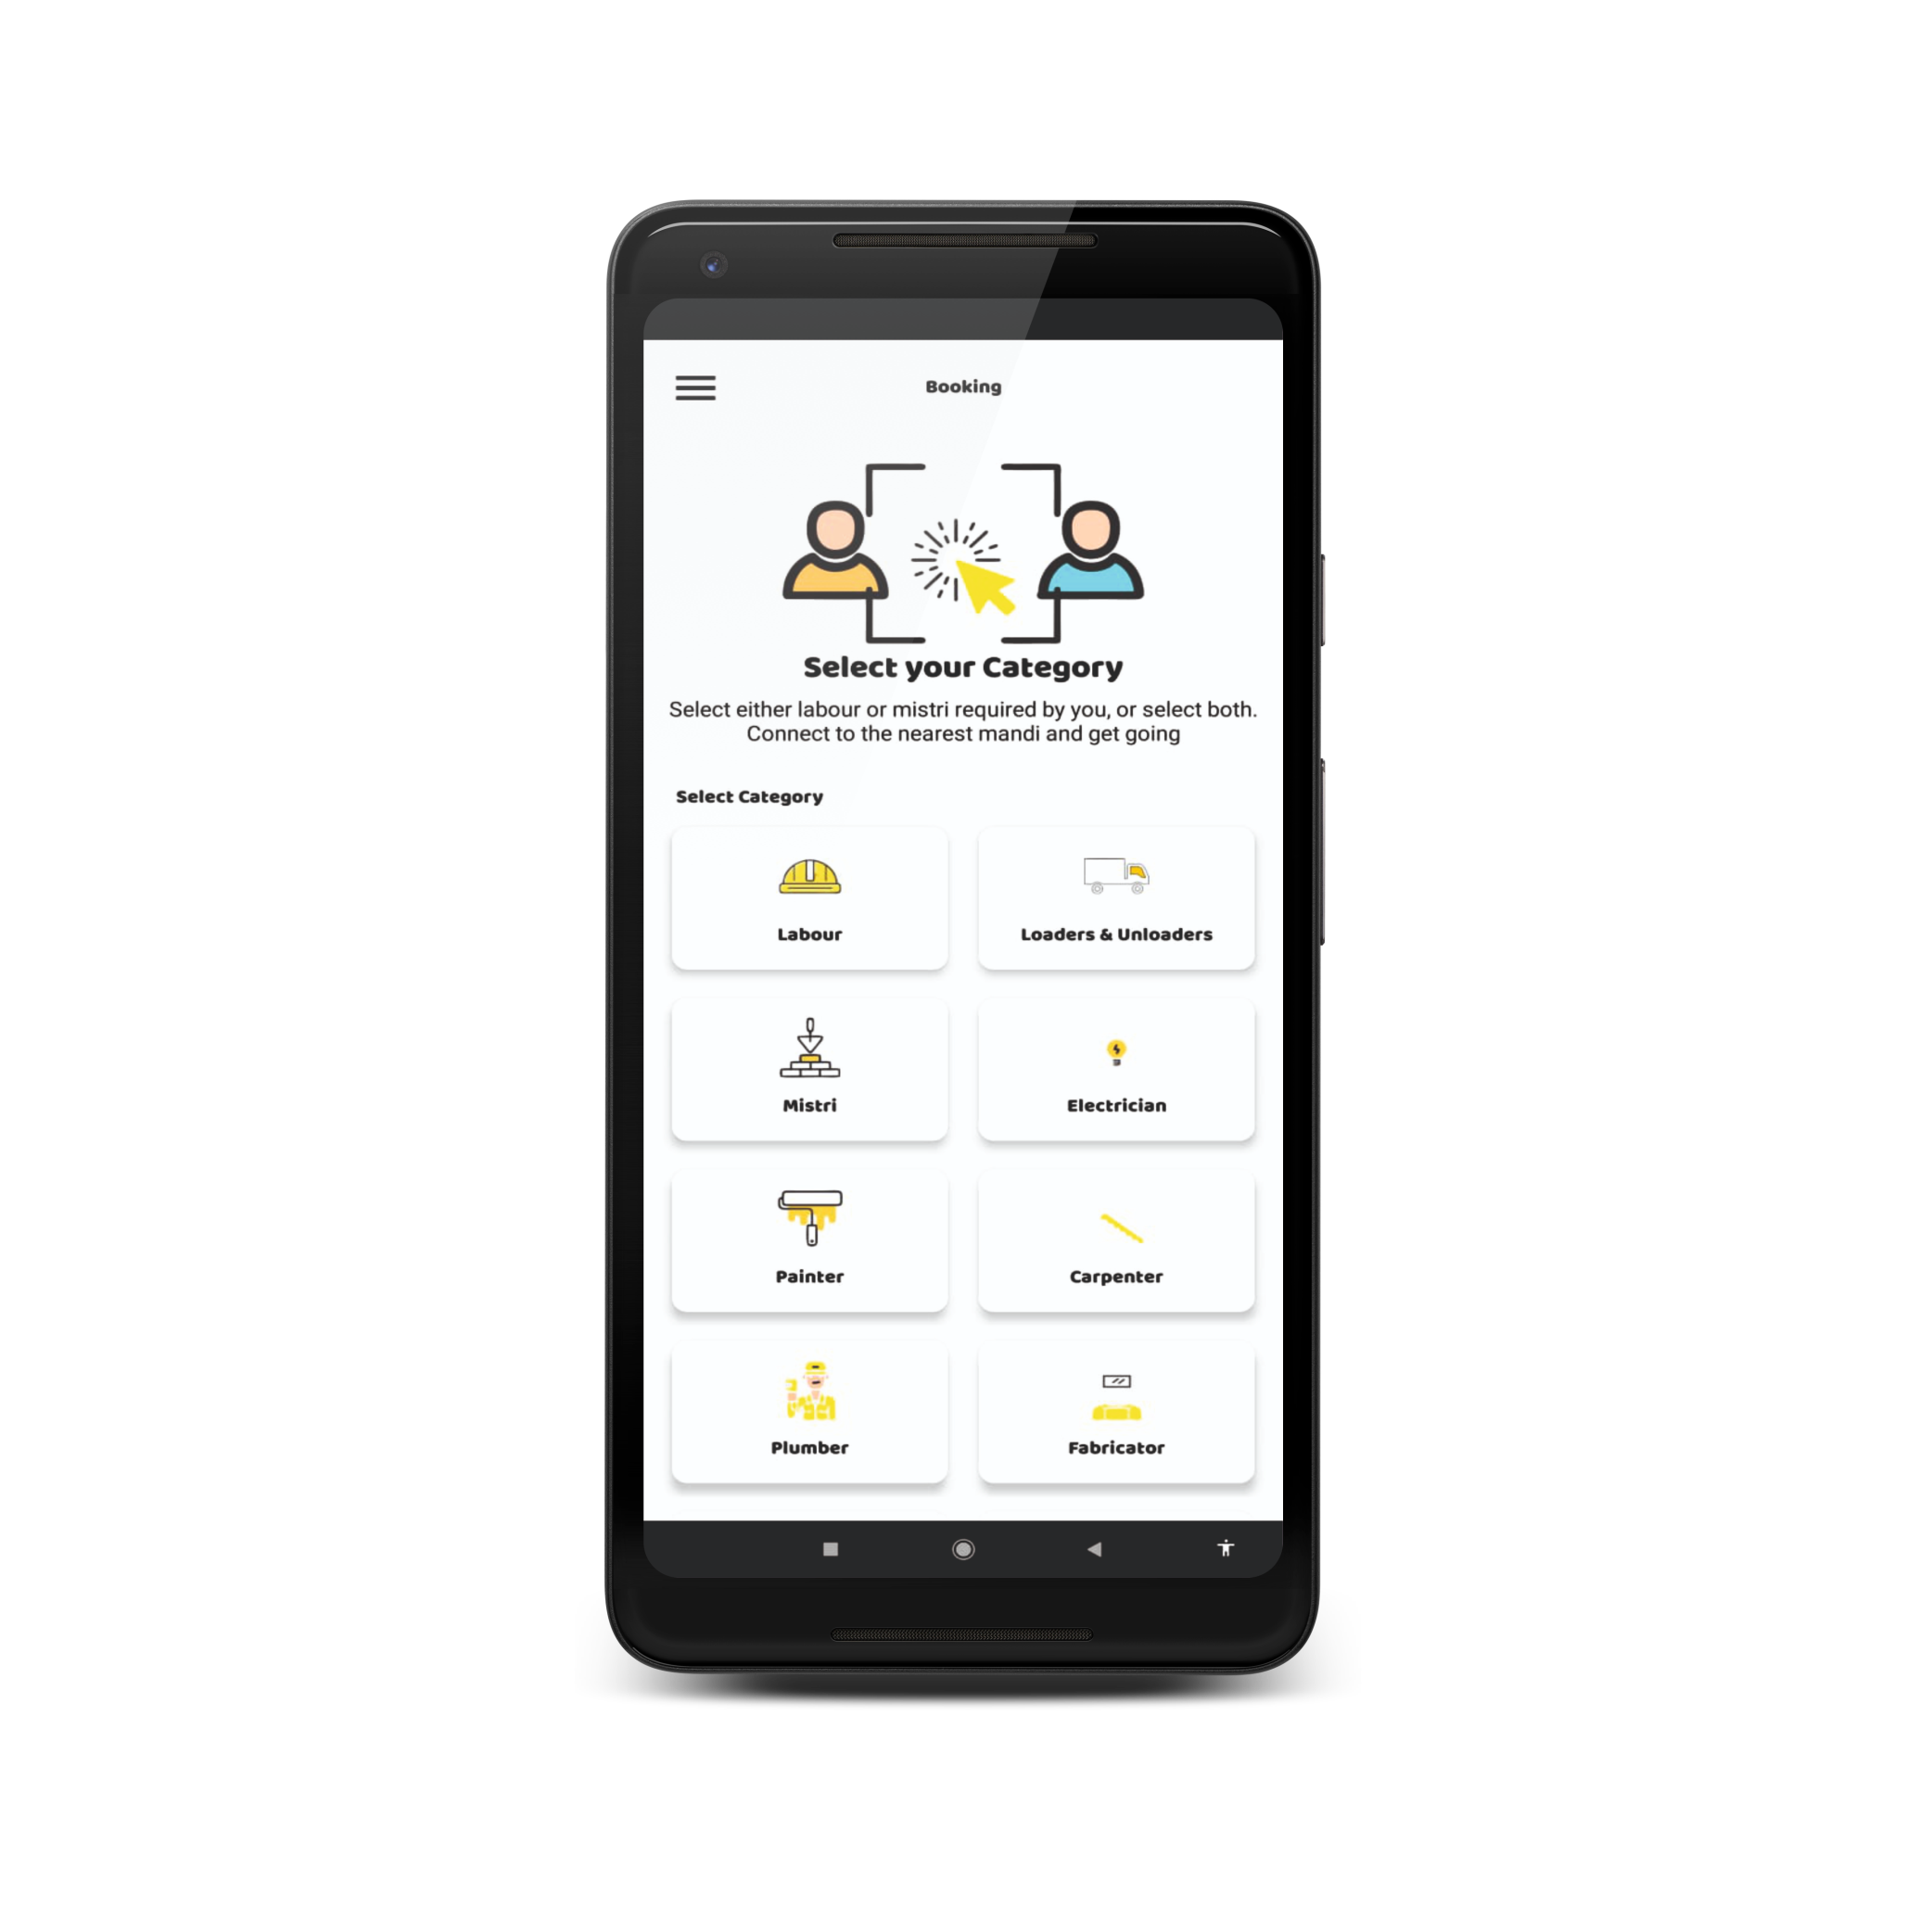 Booking
Select your Category
Select either labour or mistri required by you, or select both.
Connect to the nearest mandi and get going
Select Category
Labour
Loaders & Unloaders
Mistri
Electrician
Painter
Carpenter
Plumber
Fabricator